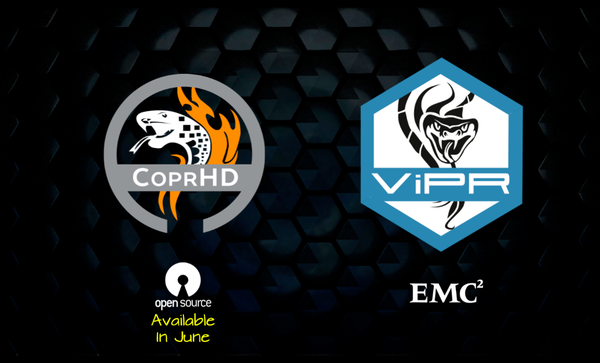 CoprHD
ViPR
open source
Available
In June
EMC²